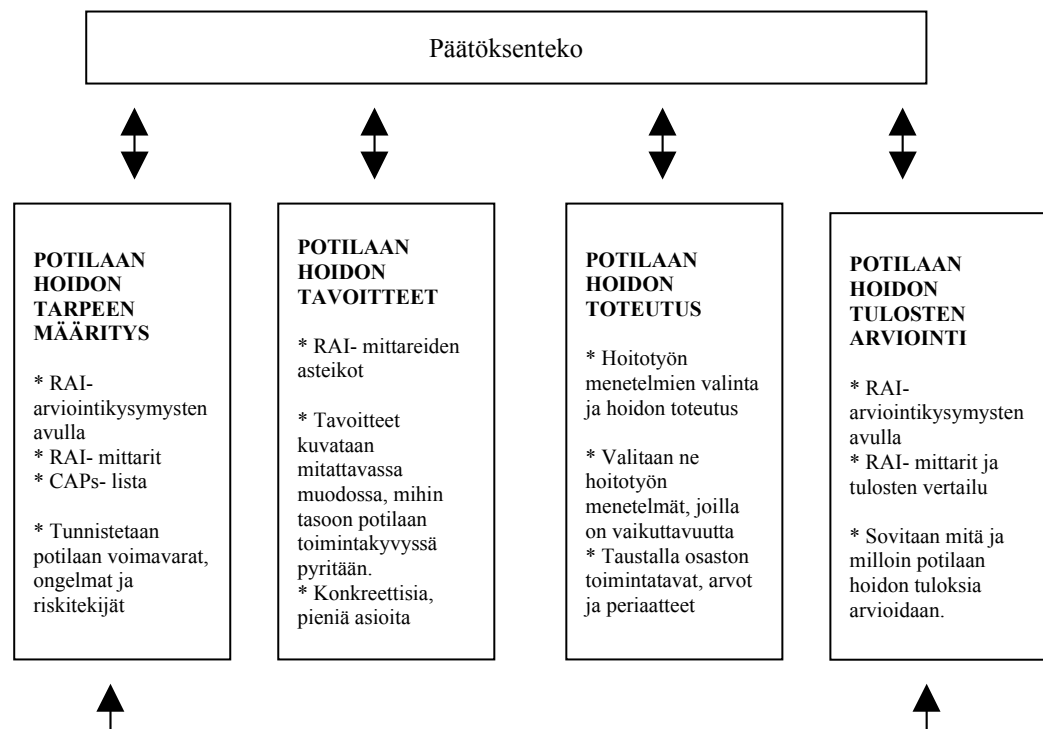 Päätöksenteko
POTILAAN
HOIDON
TARPEEN
MÄÄRITYS
* RAI-
arviointikysymysten
avulla
* RAI- mittarit
* CAPs- lista
* Tunnistetaan
potilaan voimavarat,
ongelmat ja
riskitekijät
POTILAAN
HOIDON
TAVOITTEET
* RAI- mittareiden
asteikot
* Tavoitteet
kuvataan
mitattavassa
muodossa, mihin
tasoon potilaan
toimintakyvyssä
pyritään.
* Konkreettisia,
pieniä asioita
POTILAAN
HOIDON
TOTEUTUS
* Hoitotyön
menetelmien valinta
ja hoidon toteutus
* Valitaan ne
hoitotyön
menetelmät, joilla
on vaikuttavuutta
* Taustalla osaston
toimintatavat, arvot
ja periaatteet
POTILAAN
HOIDON
TULOSTEN
ARVIOINTI
* RAI-
arviointikysymysten
avulla
* RAI- mittarit ja
tulosten vertailu
* Sovitaan mitä ja
milloin potilaan
hoidon tuloksia
arvioidaan.